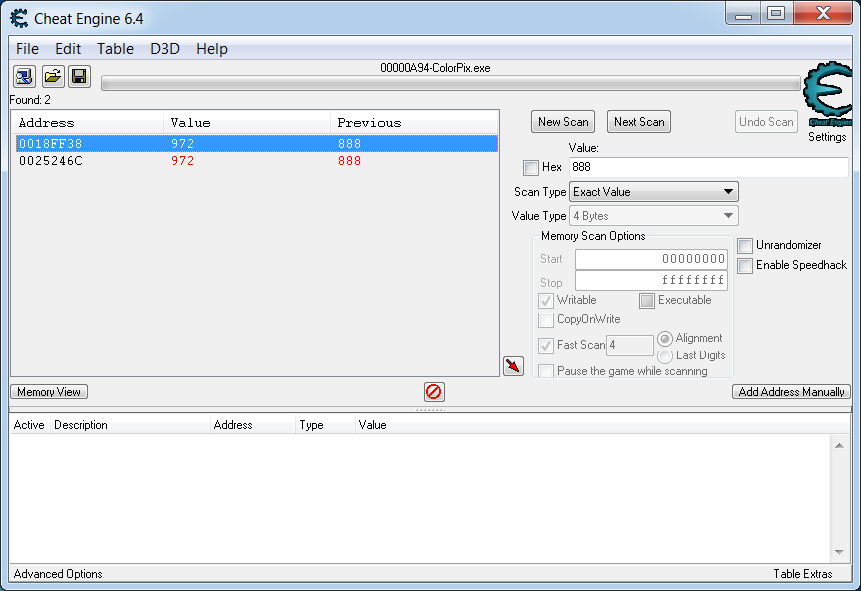 Cheat Engine 6.4
File Edit Table D3D Help
00000A94-ColorPix.exe
Found: 2
Address Value Previous
0018FF38 972 888
0025246C 972 888
New Scan Next Scan Undo Scan
Cheat Engine
Settings
Value:
Hex 888
Scan Type Exact Value
Value Type 4 Bytes
Memory Scan Options
Start 00000000
Stop ffffffff
Writable Executable
CopyOnWrite
Fast Scan 4 Alignment
Last Digits
Pause the game while scanning
Unrandomizer
Enable Speedhack
Memory View Add Address Manually
Active Description Address Type Value
Advanced Options Table Extras